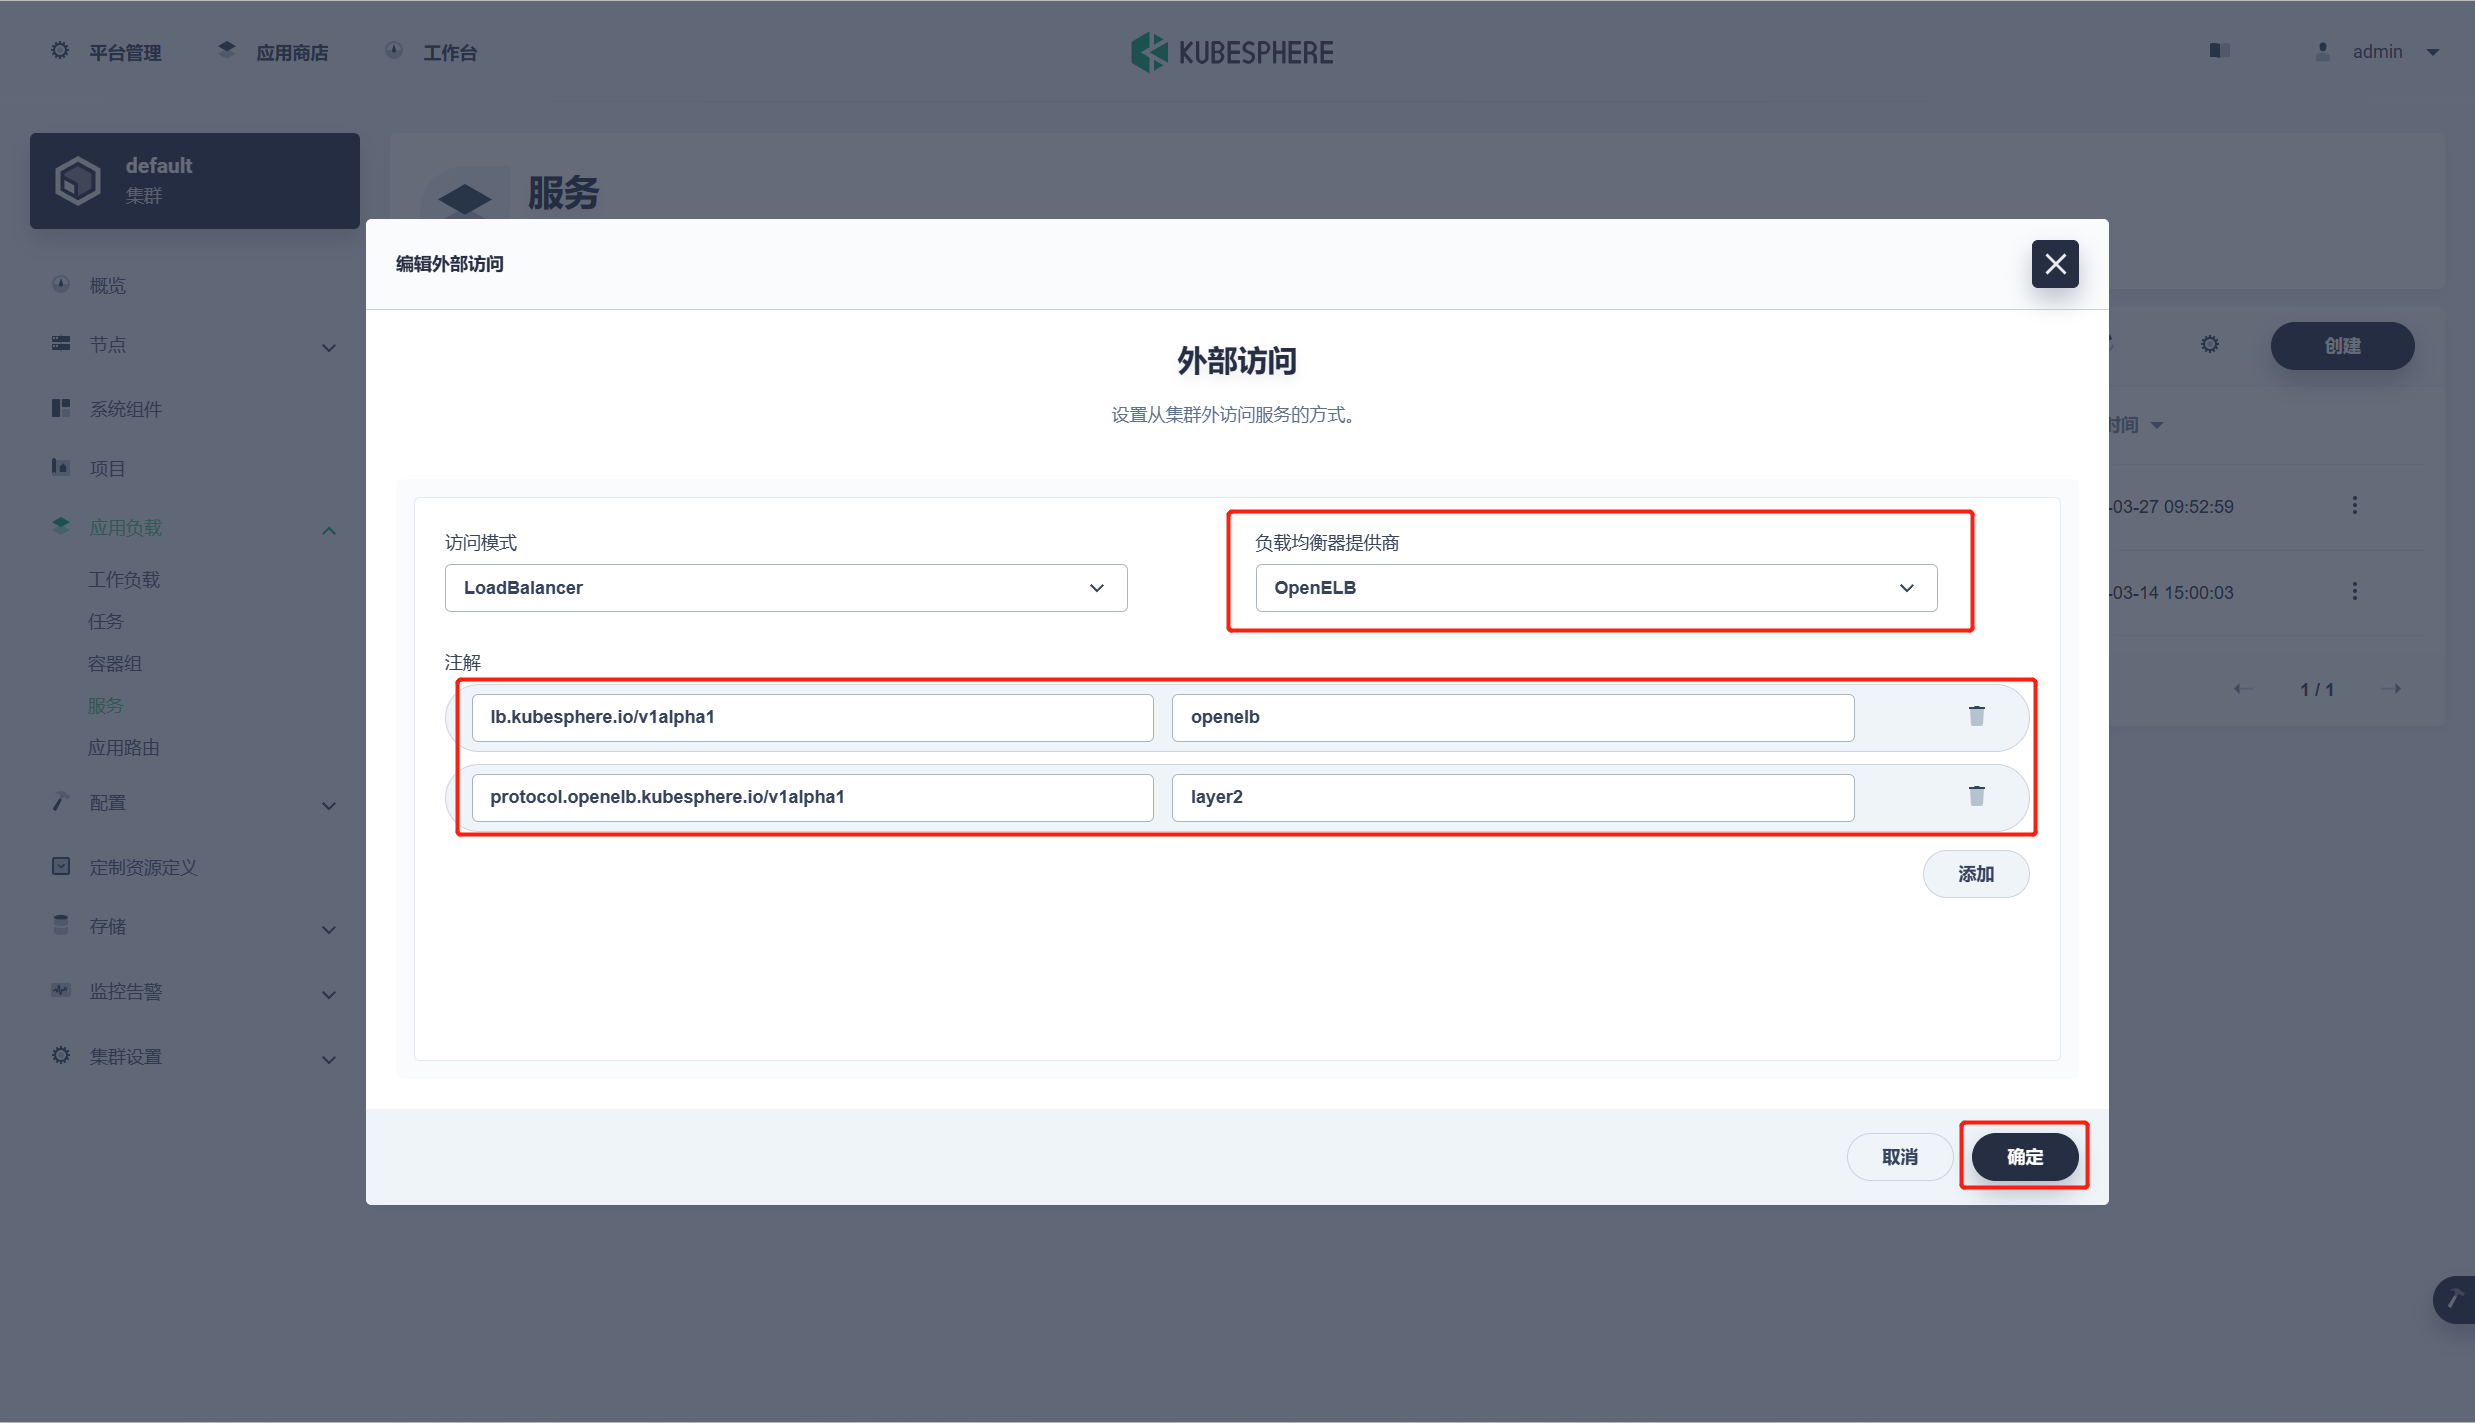 平台管理
应用商店
工作台
KUBESPHERE
admin
default
集群
服务
概览
节点
系统组件
项目
应用负载
工作负载
任务
容器组
服务
应用路由
配置
定制资源定义
存储
监控告警
集群设置
编辑外部访问
外部访问
设置从集群外访问服务的方式。
访问模式
LoadBalancer
负载均衡器提供商
OpenELB
注解
lb.kubesphere.io/v1alpha1
openelb
protocol.openelb.kubesphere.io/v1alpha1
layer2
添加
取消
确定
创建
时间
-03-27 09:52:59
-03-14 15:00:03
1 / 1